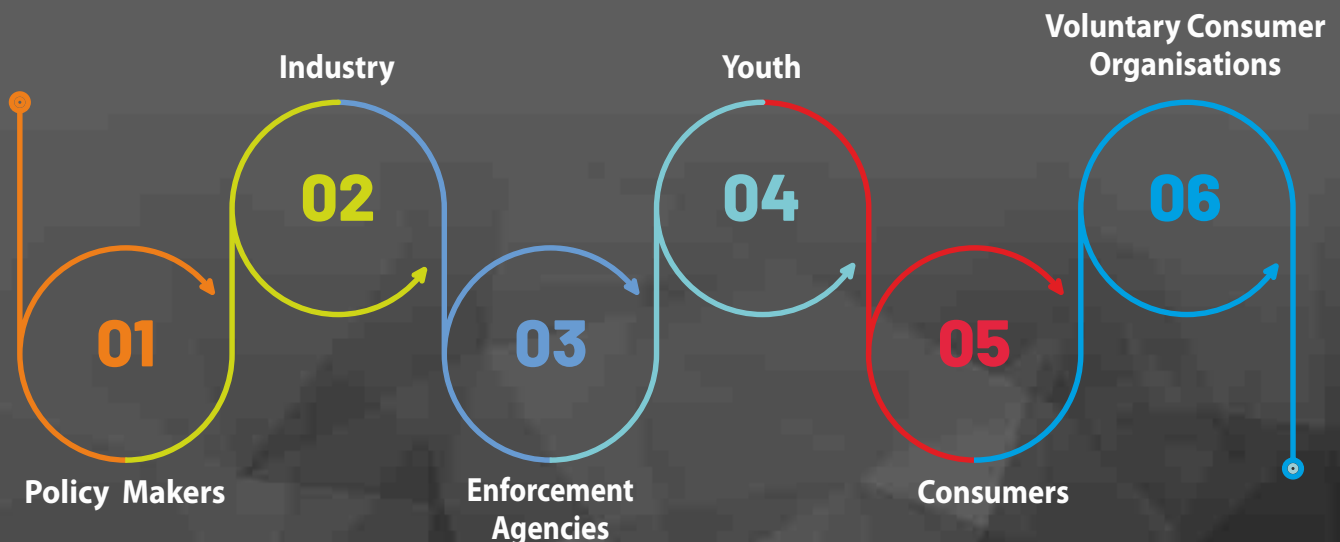 01
Policy Makers
Industry
02
03
Enforcement
Agencies
Youth
04
05
Consumers
Voluntary Consumer
Organisations
06